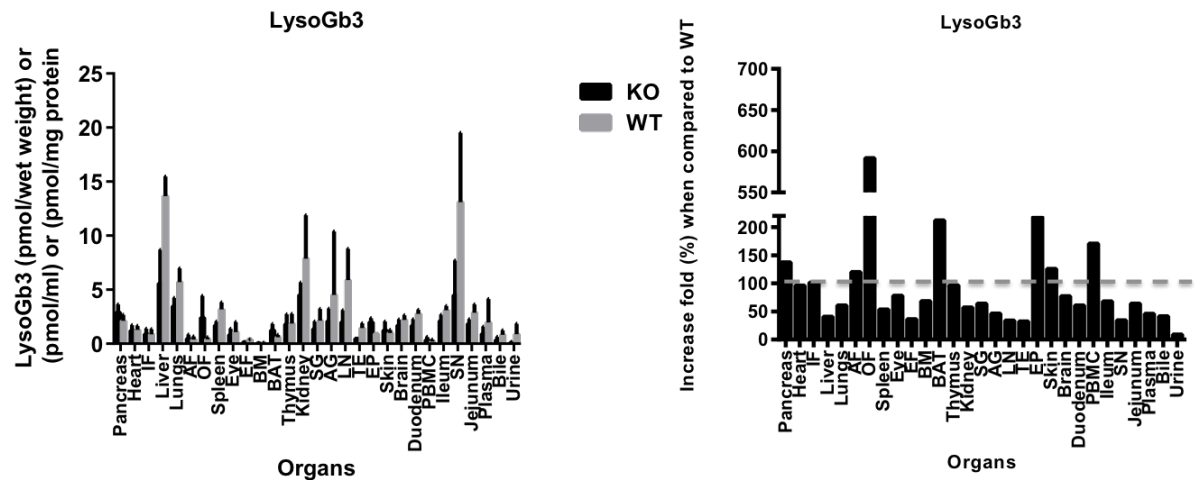 LysoGb3
LysoGb3 (pmol/wet weight) or
(pmol/ml) or (pmol/mg protein
25
20
15
10
5
0
Pancreas
Heart
IF
Liver
Lungs
AF
OF
Spleen
Eye
EF
BM
BAT
Thymus
Kidney
SG
AG
LN
TE
EP
Skin
Brain
Duodenum
PBMC
Ileum
SN
Jejunum
Plasma
Bile
Urine
Organs
KO
WT
LysoGb3
Increase fold (%) when compared to WT
700
650
600
550
200
150
100
50
0
Pancreas
Heart
IF
Liver
Lungs
AF
OF
Spleen
Eye
EF
BM
BAT
Thymus
Kidney
SG
AG
LN
TE
EP
Skin
Brain
Duodenum
PBMC
Ileum
SN
Jejunum
Plasma
Bile
Urine
Organs